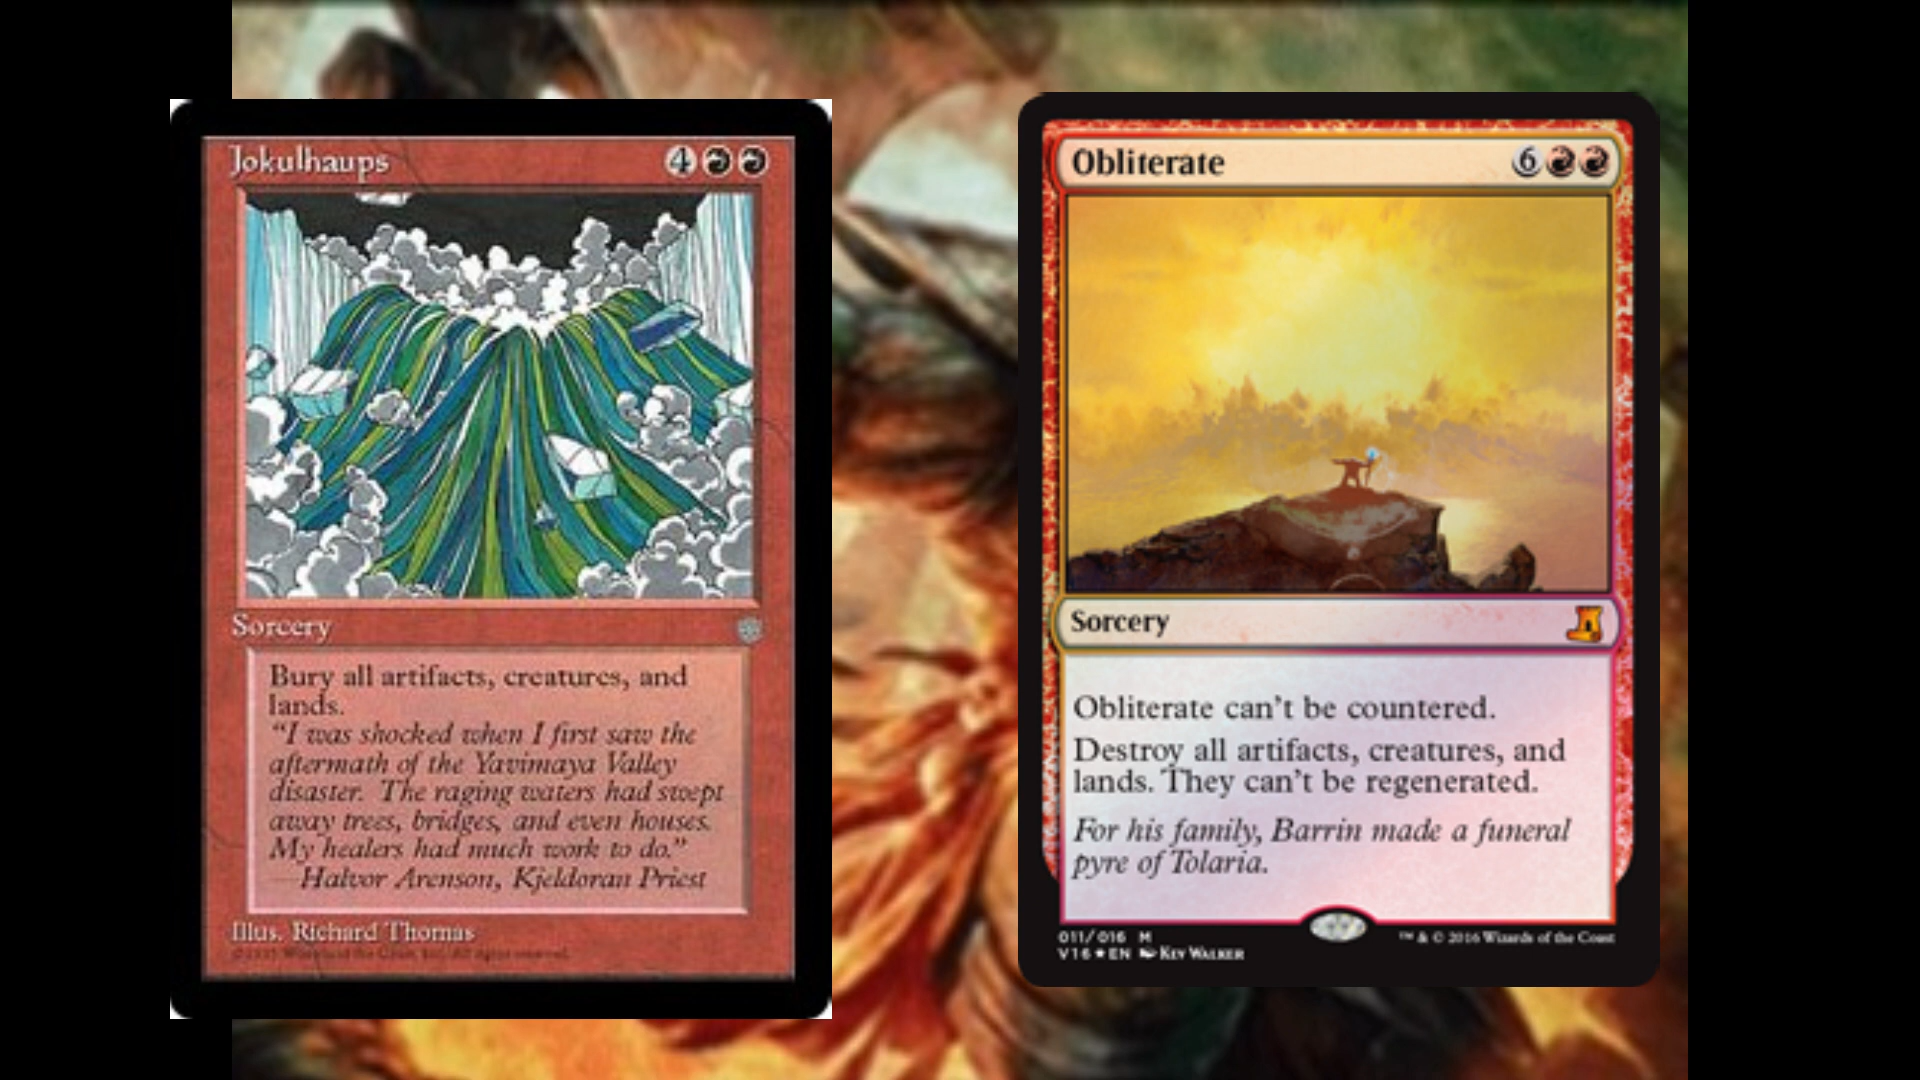 Jokulhaups
4
Sorcery
Bury all artifacts, creatures, and
lands.
"I was shocked when I first saw the
aftermath of the Yavimaya Valley
disaster. The raging waters had swept
away trees, bridges, and even houses.
My healers had much work to do."
—Halvor Arenson, Kjeldoran Priest
Illus. Richard Thomas
Obliterate
6
Sorcery
Obliterate can't be countered.
Destroy all artifacts, creatures, and
lands. They can't be regenerated.
For his family, Barrin made a funeral
pyre of Tolaria.
011/016 M
V16★EN Kev Walker
™ & © 2016 Wizards of the Coast